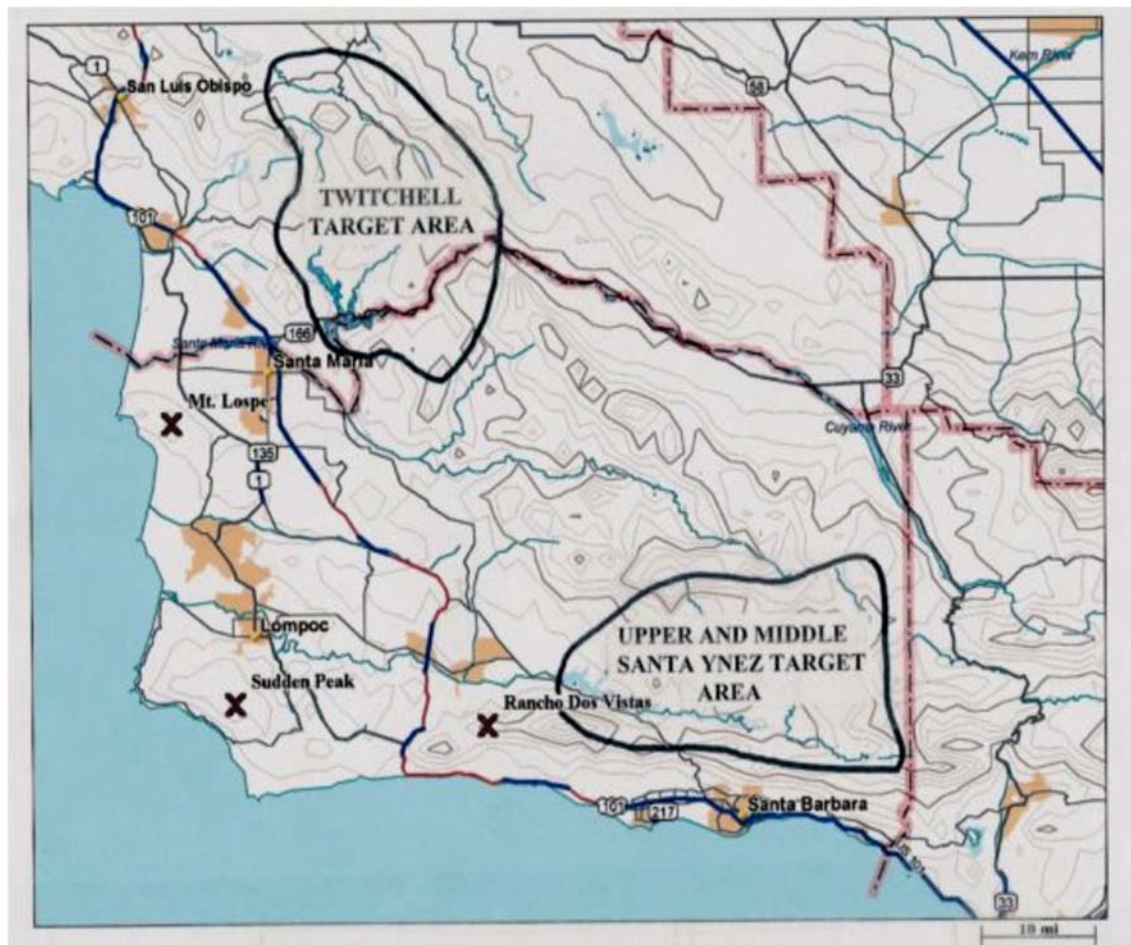 1
San Luis Obispo
58
Kern River
TWITCHELL
TARGET AREA
101
166
Santa Maria River
Santa Maria
33
Mt. Lospe
Cuyama River
135
1
Lompoc
UPPER AND MIDDLE
SANTA YNEZ TARGET
AREA
Sudden Peak
Rancho Dos Vistas
101
217
Santa Barbara
US 101
33
10 mi